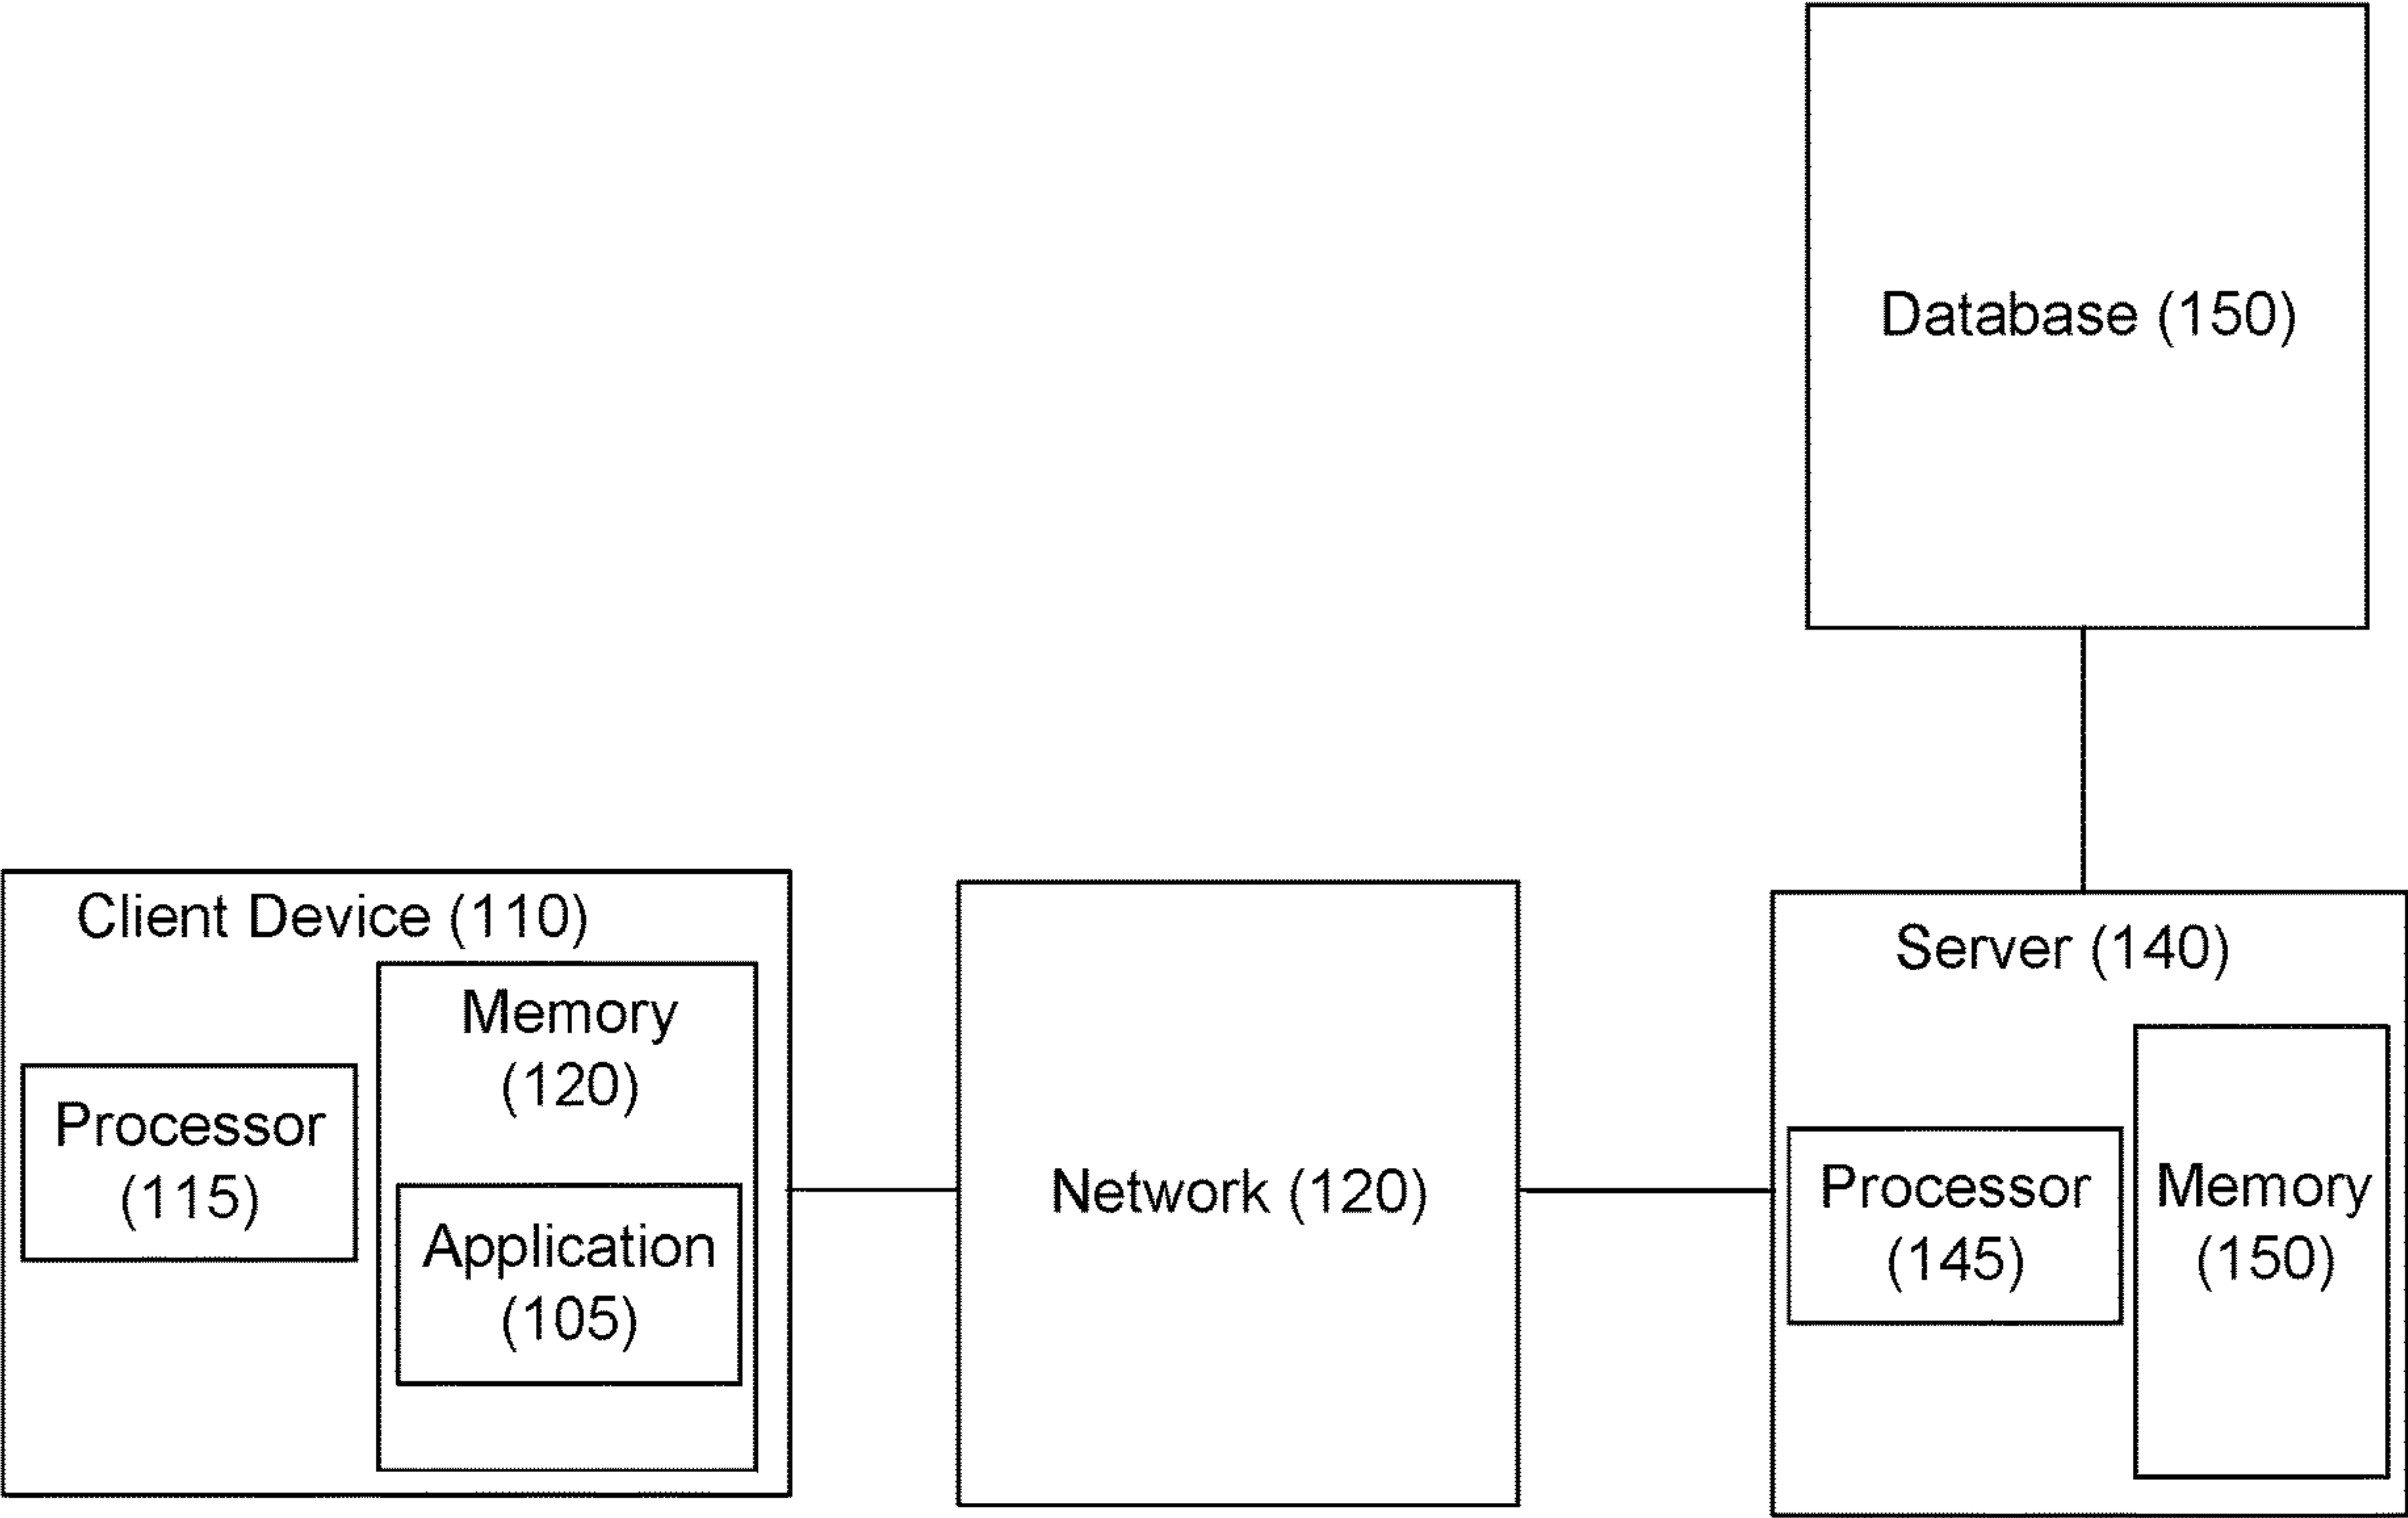 Database (150)
Client Device (110)
Memory
(120)
Processor
(115)
Application
(105)
Network (120)
Server (140)
Processor
(145)
Memory
(150)